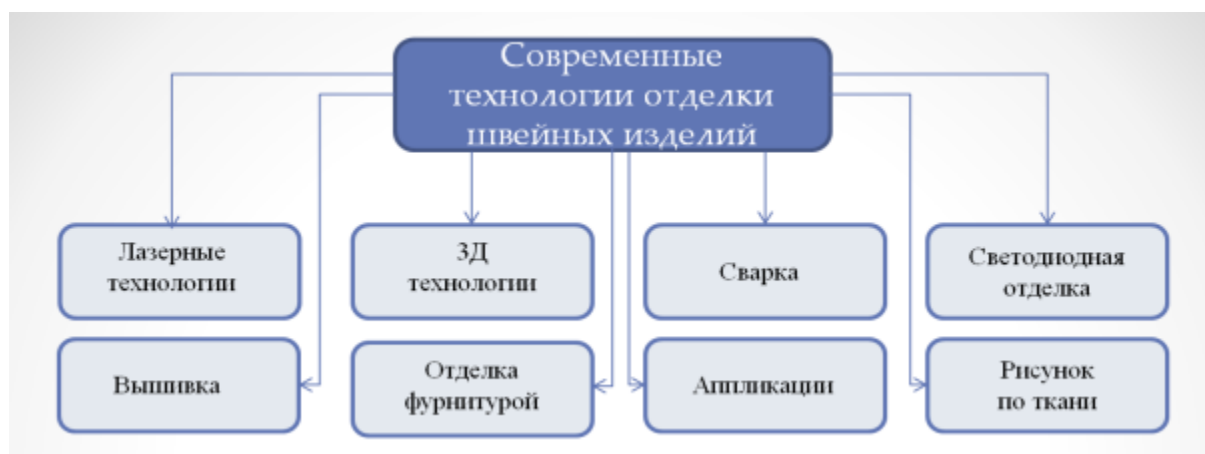 Современные
технологии отделки
швейных изделий
Лазерные
технологии
3Д
технологии
Сварка
Светодиодная
отделка
Вышивка
Отделка
фурнитурой
Аппликации
Рисунок
по ткани